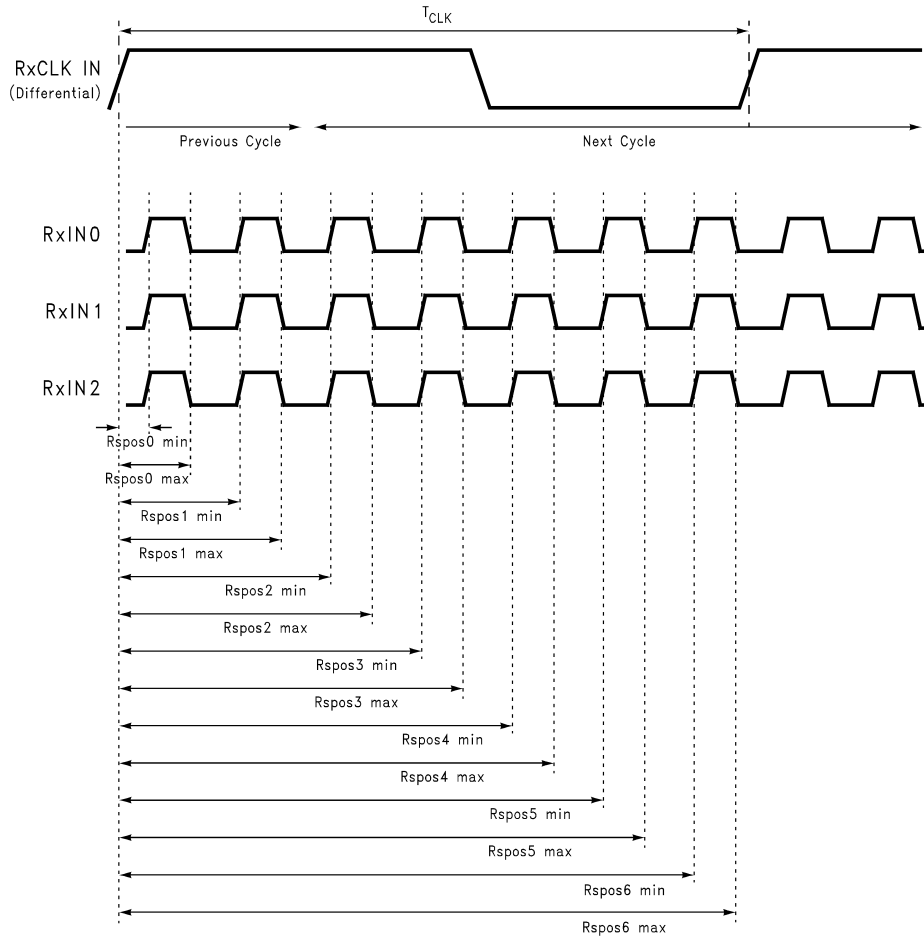 TCLK
RxCLK IN
(Differential)
Previous Cycle
Next Cycle
RxIN0
RxIN1
RxIN2
Rspos0 min
Rspos0 max
Rspos1 min
Rspos1 max
Rspos2 min
Rspos2 max
Rspos3 min
Rspos3 max
Rspos4 min
Rspos4 max
Rspos5 min
Rspos5 max
Rspos6 min
Rspos6 max